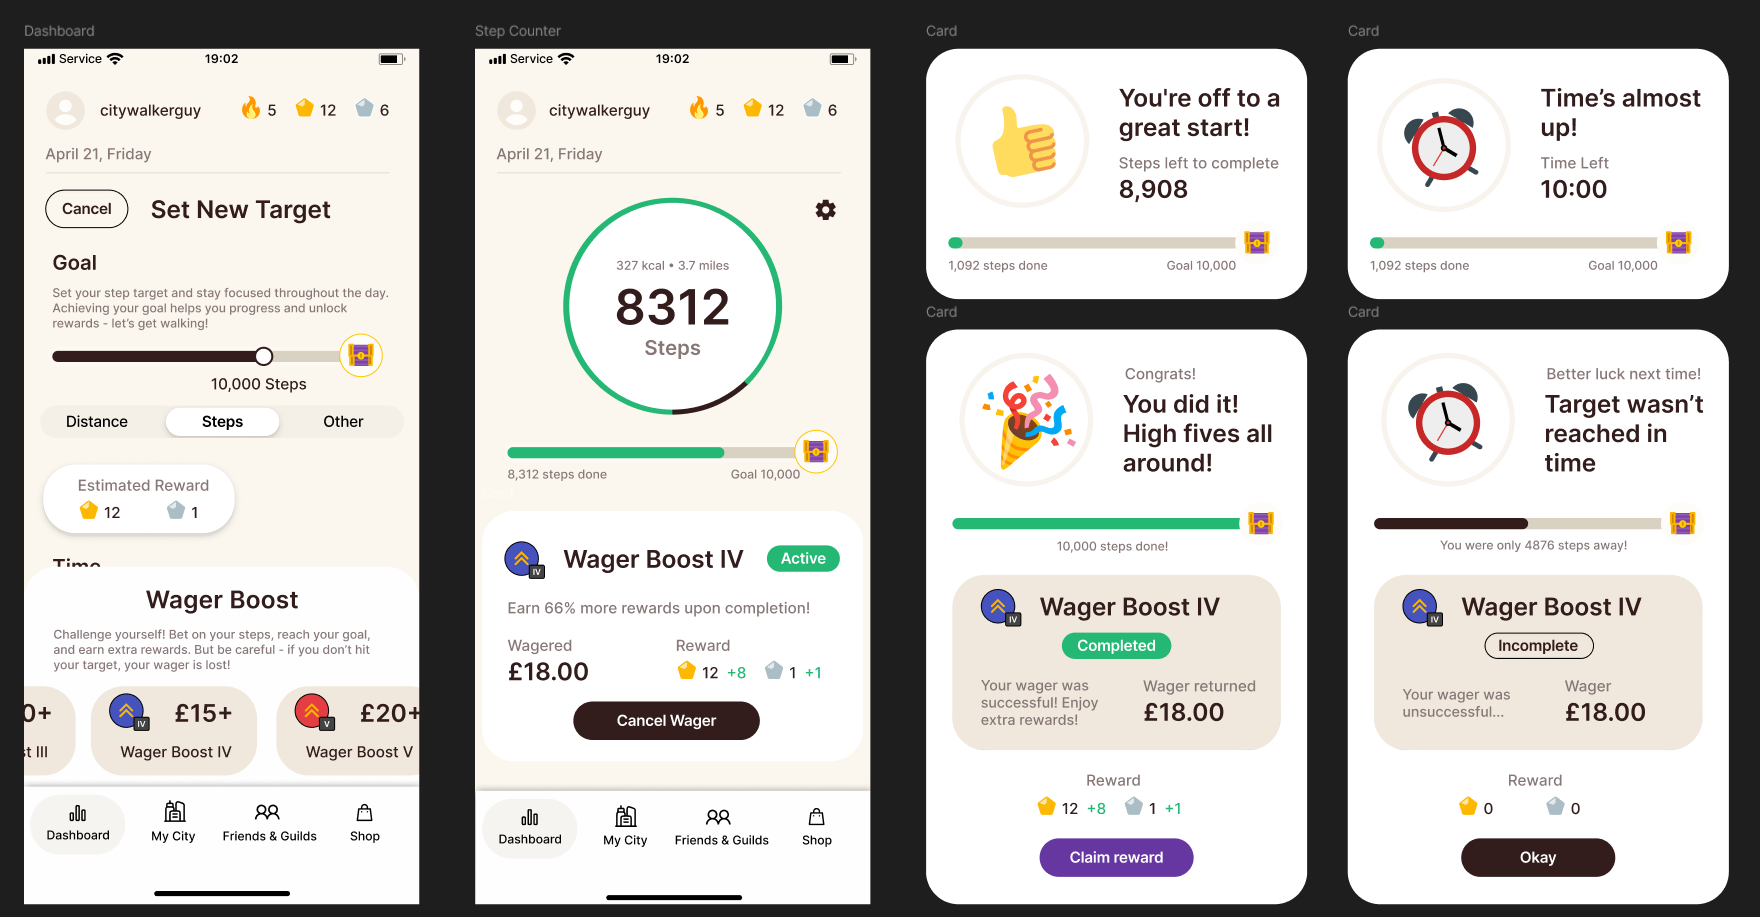 Dashboard
Service
19:02
citywalkerguy
5
12
6
April 21, Friday
Cancel
Set New Target
Goal
Set your step target and stay focused throughout the day.
Achieving your goal helps you progress and unlock
rewards - let's get walking!
10,000 Steps
Distance
Steps
Other
Estimated Reward
12
1
Time
Wager Boost
Challenge yourself! Bet on your steps, reach your goal,
and earn extra rewards. But be careful - if you don't hit
your target, your wager is lost!
0+
st III
IV
£15+
Wager Boost IV
V
£20+
Wager Boost V
Dashboard
My City
Friends & Guilds
Shop
Step Counter
Service
19:02
citywalkerguy
5
12
6
April 21, Friday
327 kcal • 3.7 miles
8312
Steps
8,312 steps done
Goal 10,000
IV
Wager Boost IV
Active
Earn 66% more rewards upon completion!
Wagered
£18.00
Reward
12 +8
1 +1
Cancel Wager
Dashboard
My City
Friends & Guilds
Shop
Card
You're off to a
great start!
Steps left to complete
8,908
1,092 steps done
Goal 10,000
Card
Time's almost
up!
Time Left
10:00
1,092 steps done
Goal 10,000
Card
Congrats!
You did it!
High fives all
around!
10,000 steps done!
IV
Wager Boost IV
Completed
Your wager was
successful! Enjoy
extra rewards!
Wager returned
£18.00
Reward
12 +8
1 +1
Claim reward
Card
Better luck next time!
Target wasn't
reached in
time
You were only 4876 steps away!
IV
Wager Boost IV
Incomplete
Your wager was
unsuccessful...
Wager
£18.00
Reward
0
0
Okay